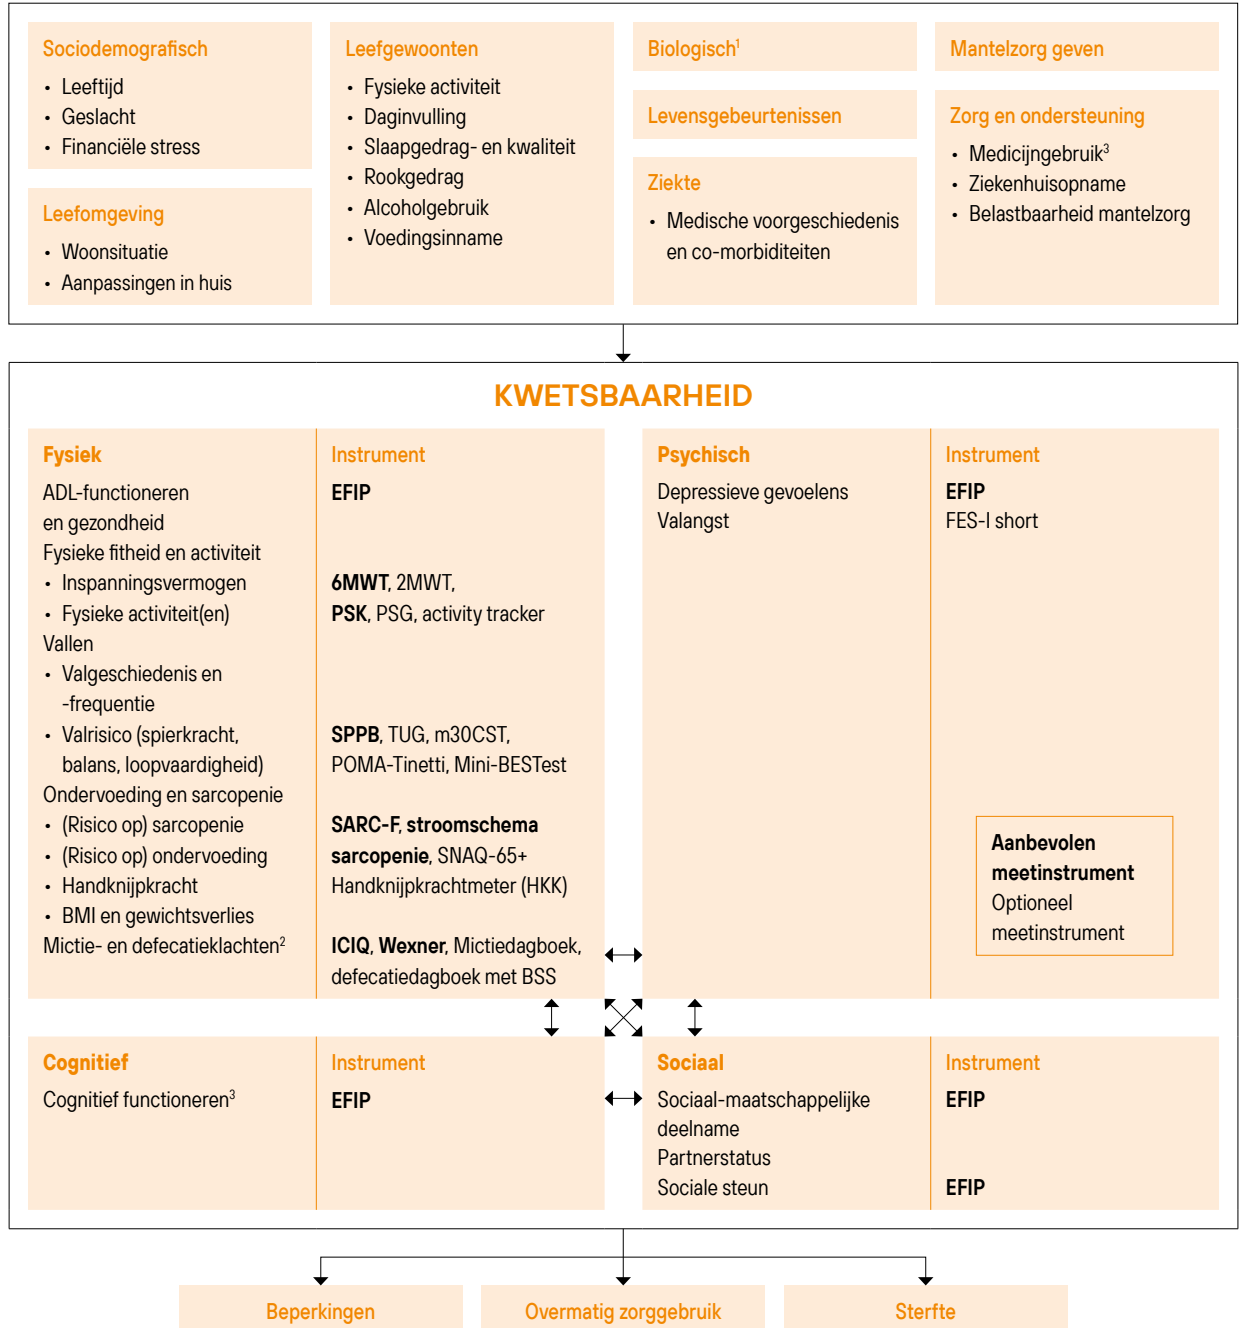 Sociodemografisch
• Leeftijd
• Geslacht
• Financiële stress
Leefomgeving
• Woonsituatie
• Aanpassingen in huis
Leefgewoonten
• Fysieke activiteit
• Daginvulling
• Slaapgedrag- en kwaliteit
• Rookgedrag
• Alcoholgebruik
• Voedingsinname
Biologisch¹
Levensgebeurtenissen
Ziekte
• Medische voorgeschiedenis
en co-morbiditeiten
Mantelzorg geven
Zorg en ondersteuning
• Medicijngebruik³
• Ziekenhuisopname
• Belastbaarheid mantelzorg
KWETSBAARHEID
Fysiek
ADL-functioneren
en gezondheid
Fysieke fitheid en activiteit
• Inspanningsvermogen
• Fysieke activiteit(en)
Vallen
• Valgeschiedenis en
-frequentie
• Valrisico (spierkracht,
balans, loopvaardigheid)
Ondervoeding en sarcopenie
• (Risico op) sarcopenie
• (Risico op) ondervoeding
• Handknijpkracht
• BMI en gewichtsverlies
Mictie- en defecatieklachten²
Instrument
EFIP
6MWT, 2MWT,
PSK, PSG, activity tracker
SPPB, TUG, m30CST,
POMA-Tinetti, Mini-BESTest
SARC-F, stroomschema
sarcopenie, SNAQ-65+
Handknijpkrachtmeter (HKK)
ICIQ, Wexner, Mictiedagboek,
defecatiedagboek met BSS
Psychisch
Depressieve gevoelens
Valangst
Instrument
EFIP
FES-I short
Aanbevolen
meetinstrument
Optioneel
meetinstrument
Cognitief
Cognitief functioneren³
Instrument
EFIP
Sociaal
Sociaal-maatschappelijke
deelname
Partnerstatus
Sociale steun
Instrument
EFIP
EFIP
Beperkingen
Overmatig zorggebruik
Sterfte